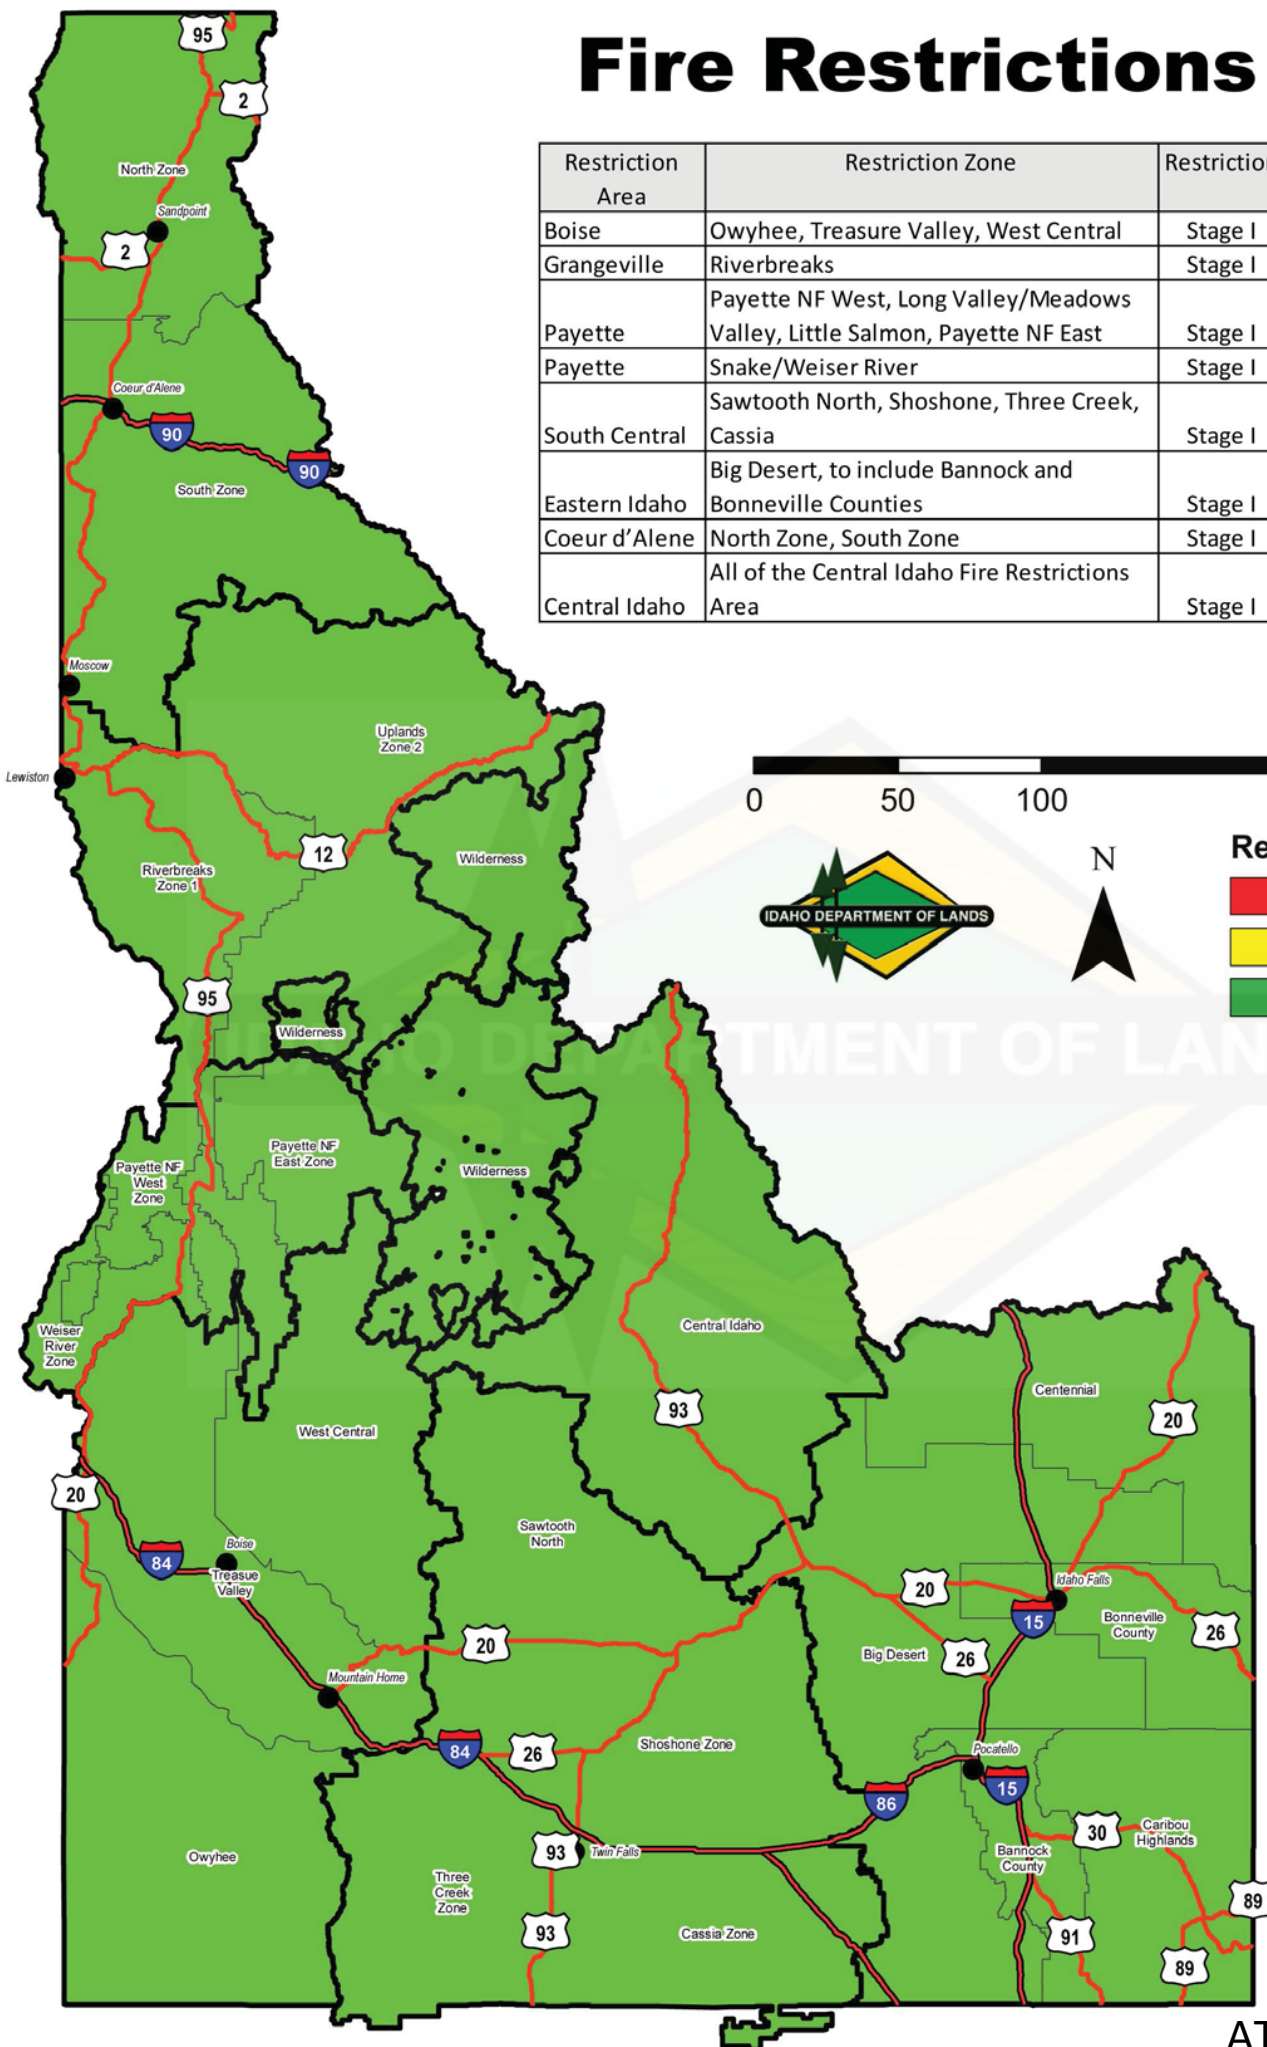 Fire Restrictions
Restriction Area
Restriction Zone
Restriction
Boise
Owyhee, Treasure Valley, West Central
Stage I
Grangeville
Riverbreaks
Stage I
Payette
Payette NF West, Long Valley/Meadows
Valley, Little Salmon, Payette NF East
Stage I
Payette
Snake/Weiser River
Stage I
South Central
Sawtooth North, Shoshone, Three Creek,
Cassia
Stage I
Eastern Idaho
Big Desert, to include Bannock and
Bonneville Counties
Stage I
Coeur d'Alene
North Zone, South Zone
Stage I
Central Idaho
All of the Central Idaho Fire Restrictions
Area
Stage I
0 50 100
Re
N
IDAHO DEPARTMENT OF LANDS
IDAHO DEPARTMENT OF LAN
95
2
North Zone
Sandpoint
2
Coeur d'Alene
90
90
South Zone
Moscow
Lewiston
Uplands
Zone 2
12
Wilderness
Riverbreaks
Zone 1
95
Wilderness
Payette NF
West
Zone
Payette NF
East Zone
Wilderness
Weiser
River
Zone
Central Idaho
93
Centennial
20
West Central
20
84
Boise
Treasue
Valley
Sawtooth
North
20
Idaho Falls
15
Bonneville
County
26
Big Desert
26
20
Mountain Home
84
26
Shoshone Zone
Pocatello
15
86
30
Caribou
Highlands
Bannock
County
93
Twin Falls
Owyhee
Three
Creek
Zone
93
Cassia Zone
91
89
89
AT